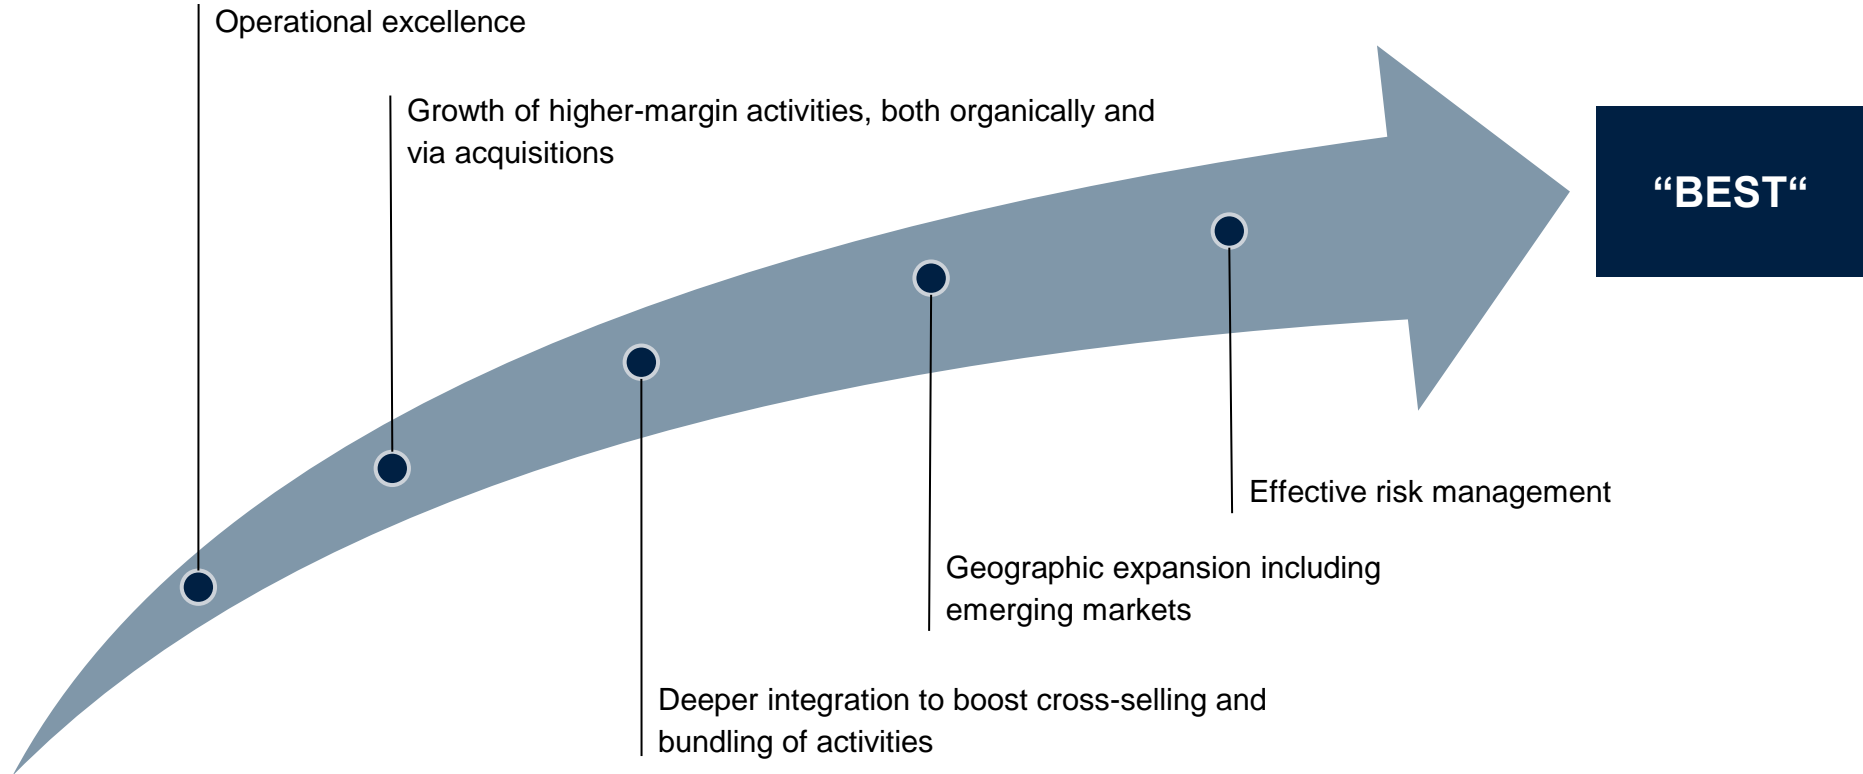 Operational excellence
Growth of higher-margin activities, both organically and
via acquisitions
“BEST“
Effective risk management
Geographic expansion including
emerging markets
Deeper integration to boost cross-selling and
bundling of activities